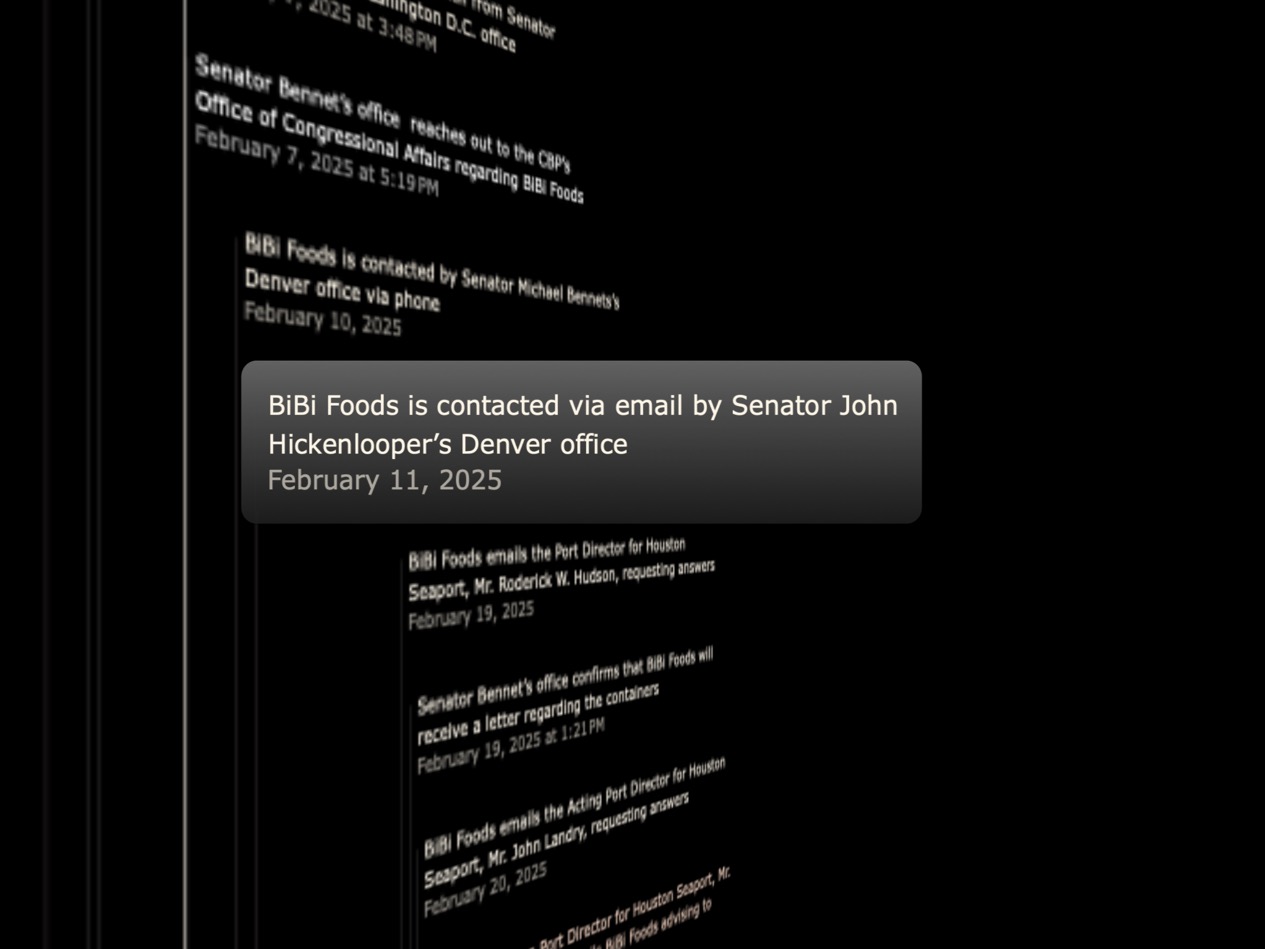 from Senator
Washington D.C. office
7, 2025 at 3:48 PM
Senator Bennet's office reaches out to the CBP's
Office of Congressional Affairs regarding BiBi Foods
February 7, 2025 at 5:19 PM
BiBi Foods is contacted by Senator Michael Bennets's
Denver office via phone
February 10, 2025
BiBi Foods is contacted via email by Senator John
Hickenlooper’s Denver office
February 11, 2025
BiBi Foods emails the Port Director for Houston
Seaport, Mr. Roderick W. Hudson, requesting answers
February 19, 2025
Senator Bennet's office confirms that BiBi Foods will
receive a letter regarding the containers
February 19, 2025 at 1:21 PM
BiBi Foods emails the Acting Port Director for Houston
Seaport, Mr. John Landry, requesting answers
February 20, 2025
Port Director for Houston Seaport, Mr.
BiBi Foods advising to